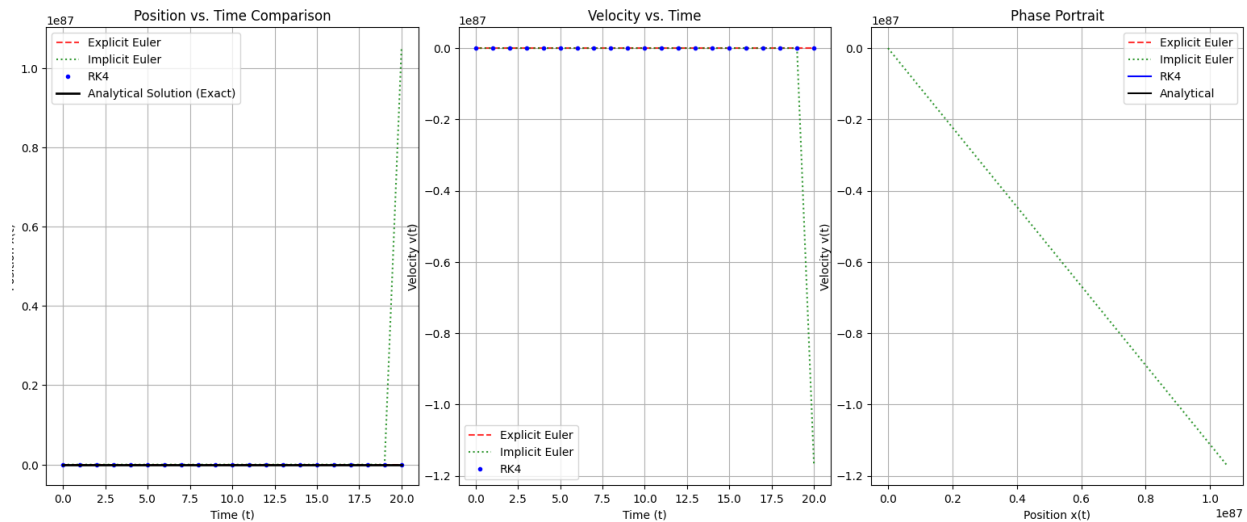 Position vs. Time Comparison
1e87
Explicit Euler
Implicit Euler
RK4
Analytical Solution (Exact)
1.0
0.8
0.6
0.4
0.2
0.0
0.0 2.5 5.0 7.5 10.0 12.5 15.0 17.5 20.0
Time (t)
Velocity vs. Time
1e87
Velocity v(t)
0.0
−0.2
−0.4
−0.6
−0.8
−1.0
−1.2
Explicit Euler
Implicit Euler
RK4
0.0 2.5 5.0 7.5 10.0 12.5 15.0 17.5 20.0
Time (t)
Phase Portrait
1e87
Velocity v(t)
0.0
−0.2
−0.4
−0.6
−0.8
−1.0
−1.2
Explicit Euler
Implicit Euler
RK4
Analytical
0.0 0.2 0.4 0.6 0.8 1.0
1e87
Position x(t)